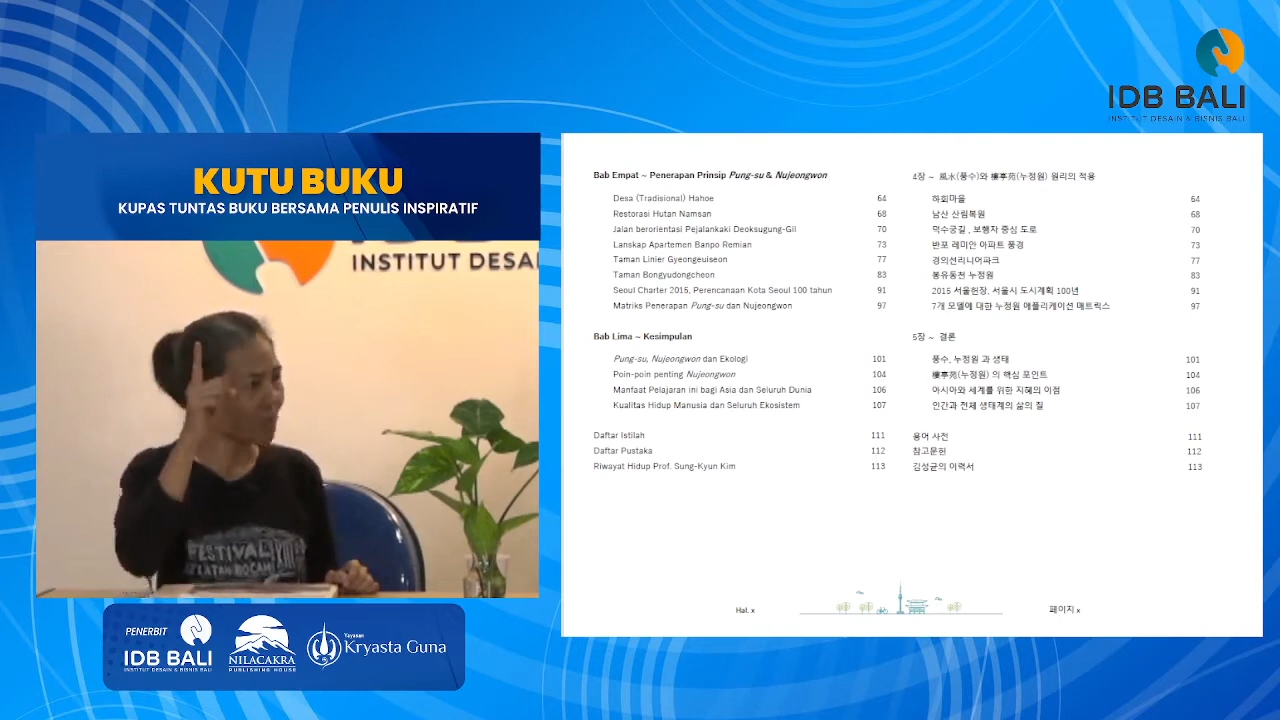 IDB BALI
INSTITUT DESAIN & BISNIS BALI
KUTU BUKU
KUPAS TUNTAS BUKU BERSAMA PENULIS INSPIRATIF
INSTITUT DESAI
FESTIVAL XIII
PENERBIT
IDB BALI
INSTITUT DESAIN & BISNIS BALI
NILACAKRA
PUBLISHING HOUSE
Yayasan
Kryasta Guna
Bab Empat ~ Penerapan Prinsip Pung-su & Nujeongwon
Desa (Tradisional) Hahoe 64
Restorasi Hutan Namsan 68
Jalan berorientasi Pejalankaki Deoksugung-Gil 70
Lanskap Apartemen Banpo Remian 73
Taman Linier Gyeongeuiseon 77
Taman Bongyudongcheon 83
Seoul Charter 2015, Perencanaan Kota Seoul 100 tahun 91
Matriks Penerapan Pung-su dan Nujeongwon 97
Bab Lima ~ Kesimpulan
Pung-su, Nujeongwon dan Ekologi 101
Poin-poin penting Nujeongwon 104
Manfaat Pelajaran ini bagi Asia dan Seluruh Dunia 106
Kualitas Hidup Manusia dan Seluruh Ekosistem 107
Daftar Istilah 111
Daftar Pustaka 112
Riwayat Hidup Prof. Sung-Kyun Kim 113
Hal. x
4장 ~ 風水(풍수)와 樓亭苑(누정원) 원리의 적용
하회마을 64
남산 산림복원 68
덕수궁길 , 보행자 중심 도로 70
반포 레미안 아파트 풍경 73
경의선리니어파크 77
봉유동천 누정원 83
2015 서울헌장, 서울시 도시계획 100년 91
7개 모델에 대한 누정원 애플리케이션 매트릭스 97
5장 ~ 결론
풍수, 누정원 과 생태 101
樓亭苑(누정원) 의 핵심 포인트 104
아시아와 세계를 위한 지혜의 이점 106
인간과 전체 생태계의 삶의 질 107
용어 사전 111
참고문헌 112
김성균의 이력서 113
페이지 x